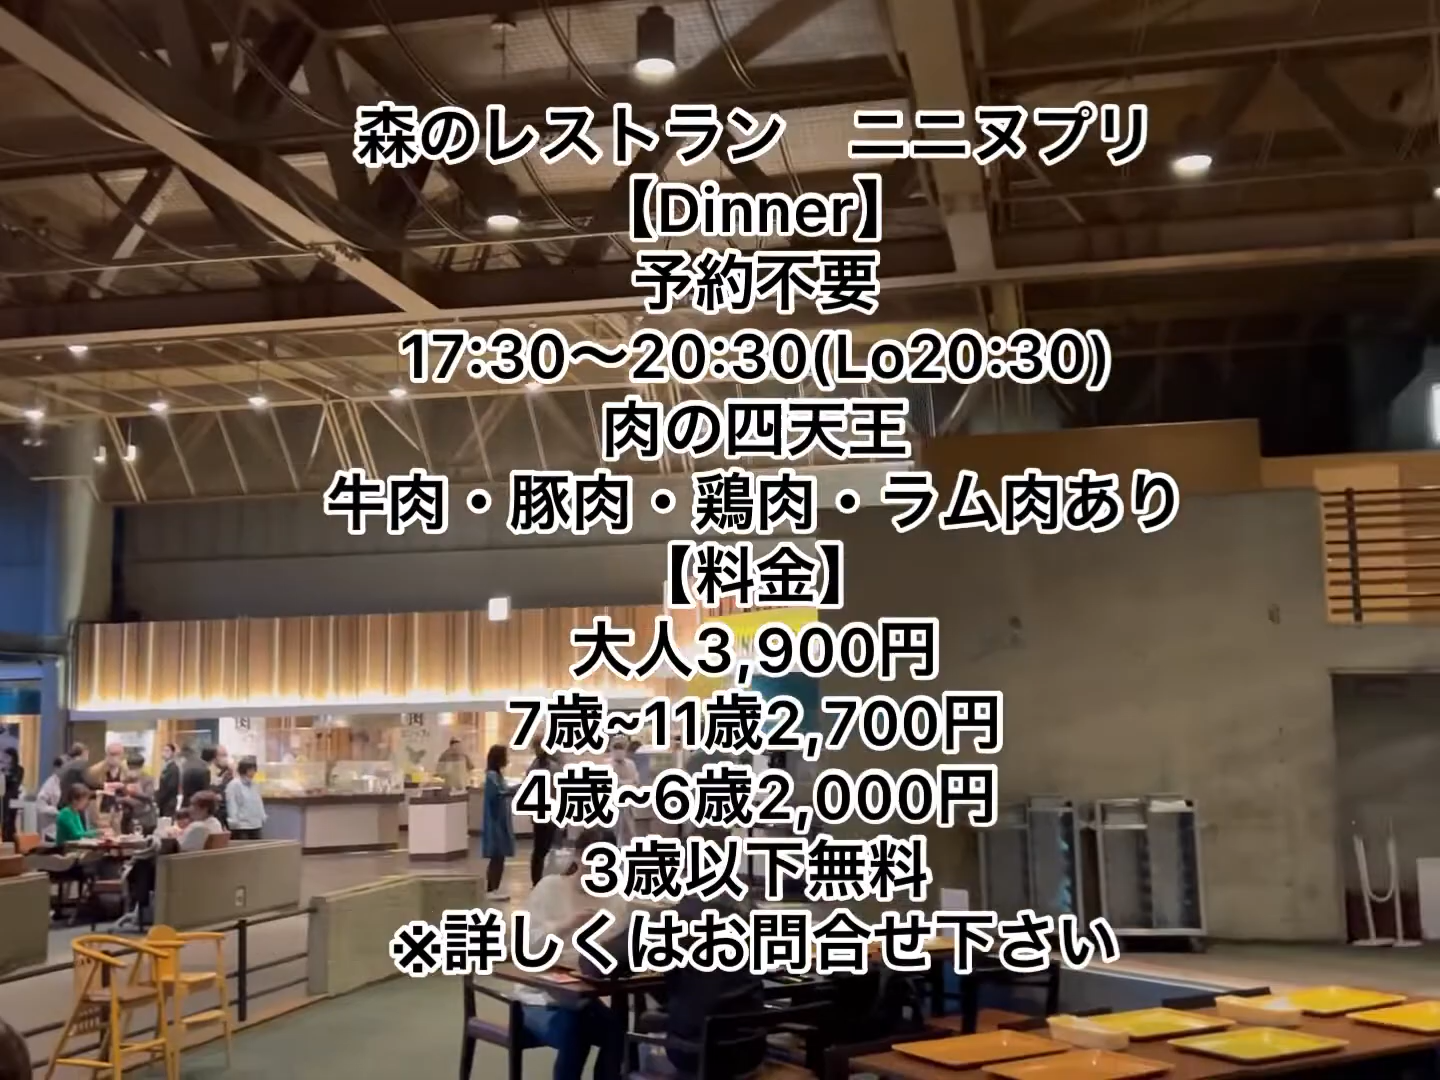 森のレストラン　ニニヌプリ
【Dinner】
予約不要
17:30〜20:30(Lo20:30)
肉の四天王
牛肉・豚肉・鶏肉・ラム肉あり
【料金】
大人3,900円
7歳~11歳2,700円
4歳~6歳2,000円
3歳以下無料
※詳しくはお問合せ下さい